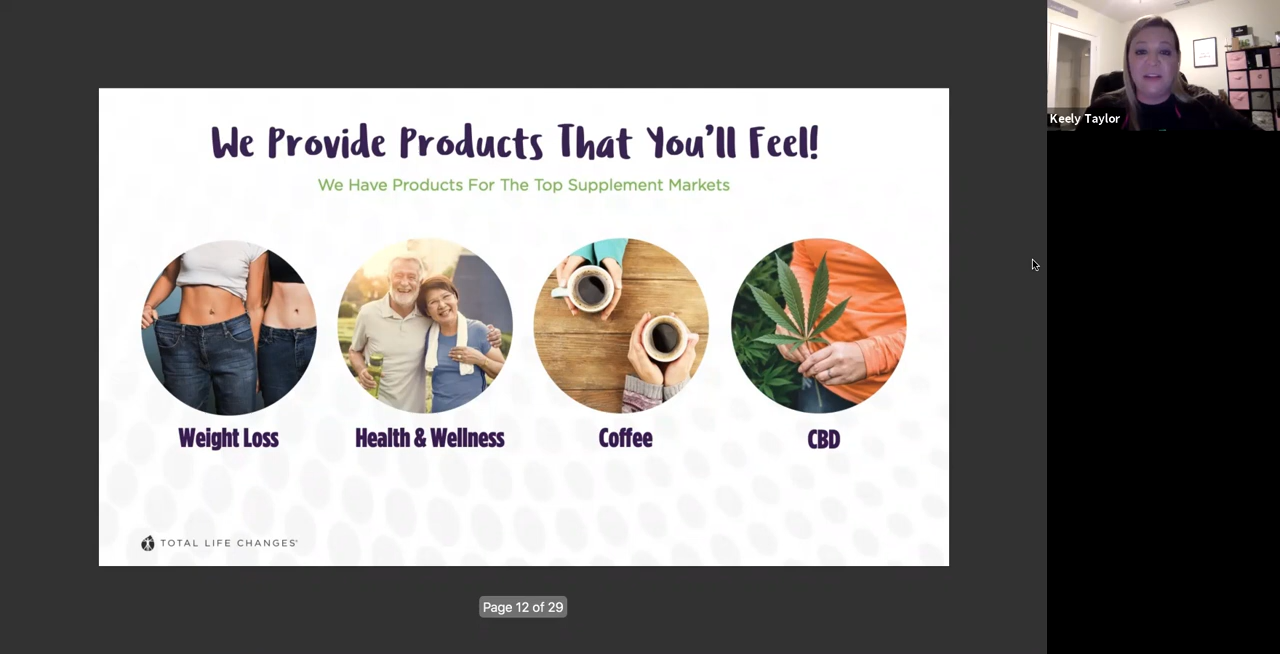 We Provide Products That You'll Feel!
We Have Products For The Top Supplement Markets
Weight Loss
Health & Wellness
Coffee
CBD
TOTAL LIFE CHANGES®
Page 12 of 29
Keely Taylor